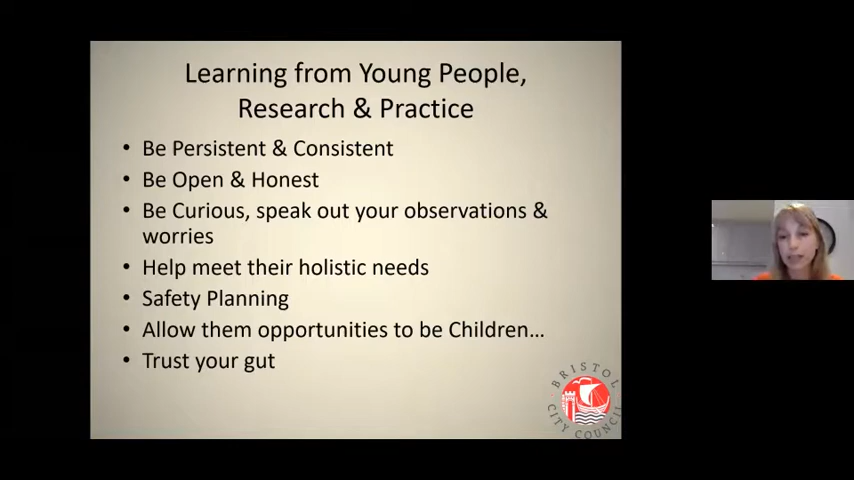 Learning from Young People,
Research & Practice
• Be Persistent & Consistent
• Be Open & Honest
• Be Curious, speak out your observations &
worries
• Help meet their holistic needs
• Safety Planning
• Allow them opportunities to be Children...
• Trust your gut
BRISTOL
CITY COUNCIL